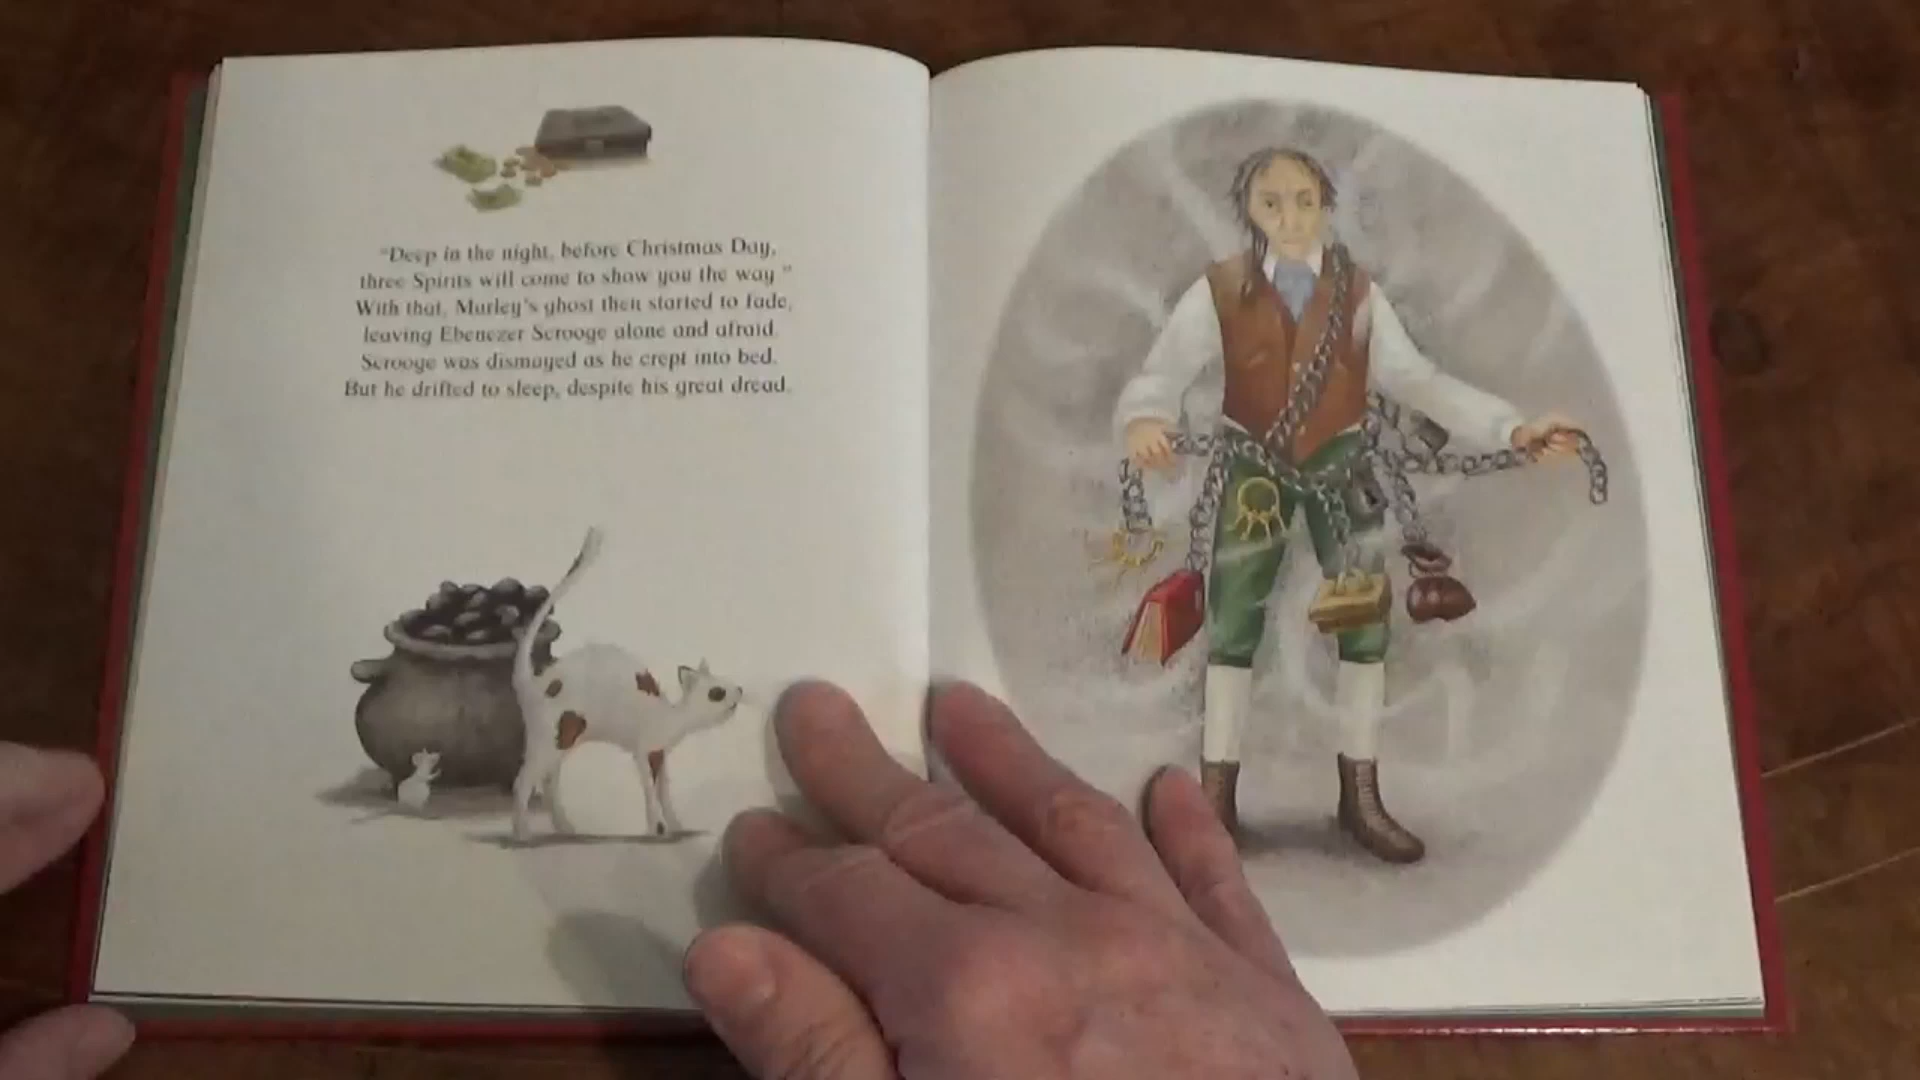 "Deep in the night, before Christmas Day,
three Spirits will come to show you the way."
With that, Marley's ghost then started to fade,
leaving Ebenezer Scrooge alone and afraid.
Scrooge was dismayed as he crept into bed.
But he drifted to sleep, despite his great dread.